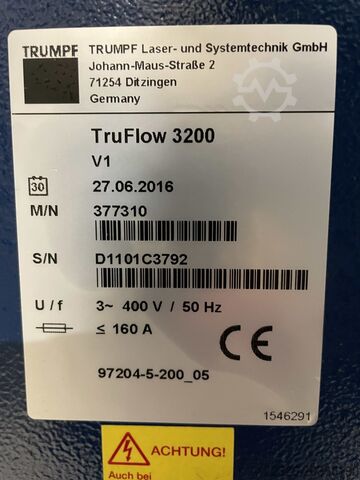 TRUMPF
TRUMPF Laser- und Systemtechnik GmbH
Johann-Maus-Straße 2
71254 Ditzingen
Germany
TruFlow 3200
V1
30 27.06.2016
M/N 377310
S/N D1101C3792
U / f 3~ 400 V / 50 Hz
≤ 160 A
CE
97204-5-200_05
1546291
ACHTUNG!
Auch bei